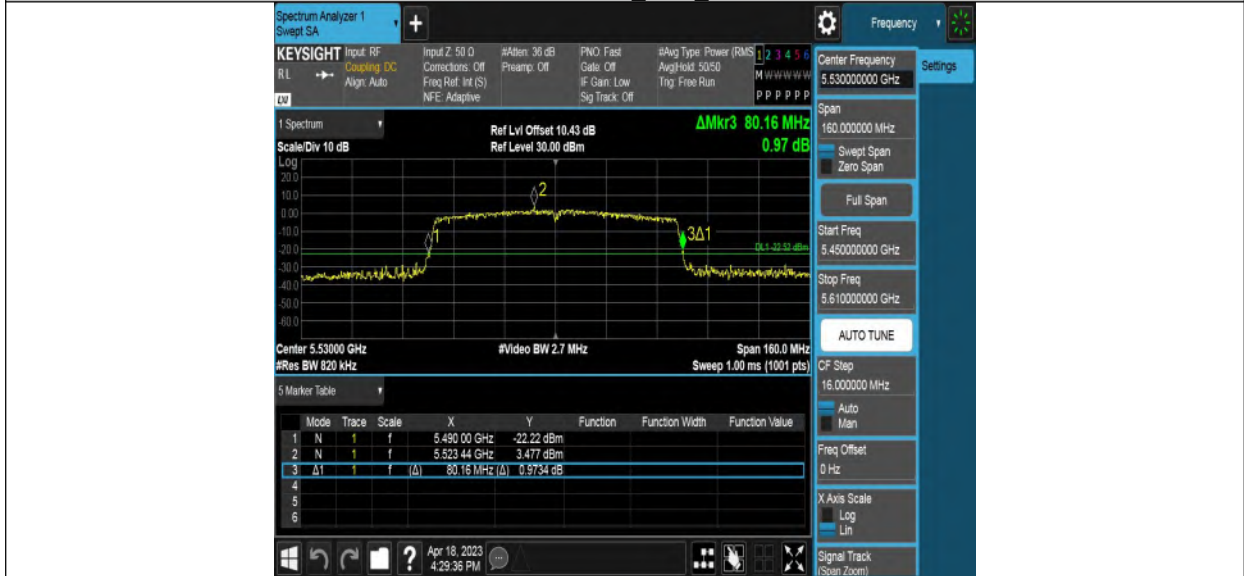 Spectrum Analyzer 1
Swept SA
+
Frequency
KEYSIGHT
RL
LXI
Input: RF
Coupling: DC
Align: Auto
Input Z: 50 Ω
Corrections: Off
Freq Ref: Int (S)
NFE: Adaptive
#Atten: 36 dB
Preamp: Off
PNO: Fast
Gate: Off
IF Gain: Low
Sig Track: Off
#Avg Type: Power (RMS
Avg|Hold: 50/50
Trig: Free Run
1 2 3 4 5 6
M W W W W W
P P P P P P
1 Spectrum
Scale/Div 10 dB
Ref Lvl Offset 10.43 dB
Ref Level 30.00 dBm
ΔMkr3 80.16 MHz
0.97 dB
Log
20.0
10.0
0.00
-10.0
-20.0
-30.0
-40.0
-50.0
-60.0
2
1
3Δ1
DL1 -22.52 dBm
Center 5.53000 GHz
#Video BW 2.7 MHz
Span 160.0 MHz
#Res BW 820 kHz
Sweep 1.00 ms (1001 pts)
5 Marker Table
Mode Trace Scale X Y Function Function Width Function Value
1 N 1 f 5.490 00 GHz -22.22 dBm
2 N 1 f 5.523 44 GHz 3.477 dBm
3 Δ1 1 f (Δ) 80.16 MHz (Δ) 0.9734 dB
4
5
6
?
Apr 18, 2023
4:29:36 PM
Center Frequency
5.530000000 GHz
Settings
Span
160.000000 MHz
Swept Span
Zero Span
Full Span
Start Freq
5.450000000 GHz
Stop Freq
5.610000000 GHz
AUTO TUNE
CF Step
16.000000 MHz
Auto
Man
Freq Offset
0 Hz
X Axis Scale
Log
Lin
Signal Track
(Span Zoom)